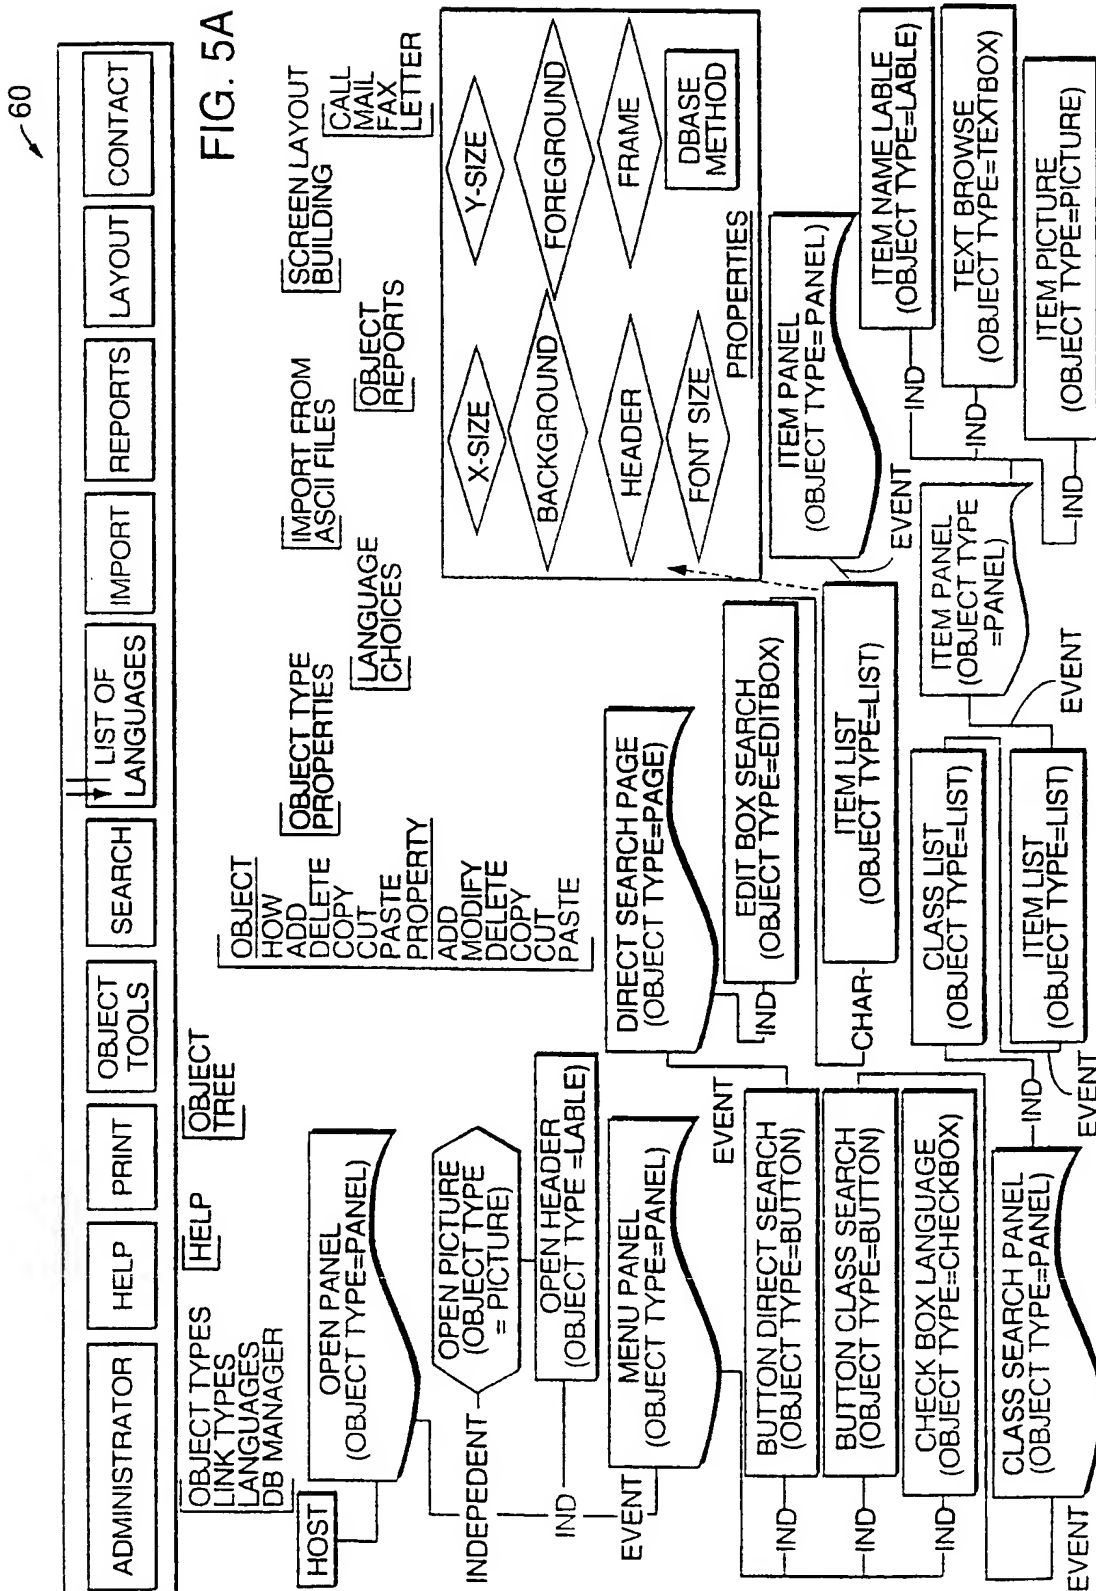 60
ADMINISTRATOR
HELP
PRINT
OBJECT
TOOLS
SEARCH
LIST OF
LANGUAGES
IMPORT
REPORTS
LAYOUT
CONTACT
FIG. 5A
OBJECT TYPES
LINK TYPES
LANGUAGES
DB MANAGER
HELP
OBJECT
TREE
OBJECT
HOW
ADD
DELETE
COPY
CUT
PASTE
PROPERTY
ADD
MODIFY
DELETE
COPY
CUT
PASTE
OBJECT TYPE
PROPERTIES
LANGUAGE
CHOICES
IMPORT FROM
ASCII FILES
OBJECT
REPORTS
SCREEN LAYOUT
BUILDING
CALL
MAIL
FAX
LETTER
HOST
OPEN PANEL
(OBJECT TYPE=PANEL)
INDEPEDENT
OPEN PICTURE
(OBJECT TYPE
= PICTURE)
IND
OPEN HEADER
(OBJECT TYPE =LABLE)
EVENT
MENU PANEL
(OBJECT TYPE=PANEL)
EVENT
IND
BUTTON DIRECT SEARCH
(OBJECT TYPE=BUTTON)
IND
BUTTON CLASS SEARCH
(OBJECT TYPE=BUTTON)
IND
CHECK BOX LANGUAGE
(OBJECT TYPE=CHECKBOX)
EVENT
CLASS SEARCH PANEL
(OBJECT TYPE=PANEL)
DIRECT SEARCH PAGE
(OBJECT TYPE=PAGE)
IND
EDIT BOX SEARCH
(OBJECT TYPE=EDITBOX)
CHAR
ITEM LIST
(OBJECT TYPE=LIST)
IND
CLASS LIST
(OBJECT TYPE=LIST)
EVENT
ITEM LIST
(OBJECT TYPE=LIST)
X-SIZE
Y-SIZE
BACKGROUND
FOREGROUND
HEADER
FRAME
FONT SIZE
DBASE
METHOD
PROPERTIES
EVENT
ITEM PANEL
(OBJECT TYPE=PANEL)
EVENT
ITEM PANEL
(OBJECT TYPE
=PANEL)
IND
ITEM NAME LABLE
(OBJECT TYPE=LABLE)
IND
TEXT BROWSE
(OBJECT TYPE=TEXTBOX)
IND
ITEM PICTURE
(OBJECT TYPE=PICTURE)